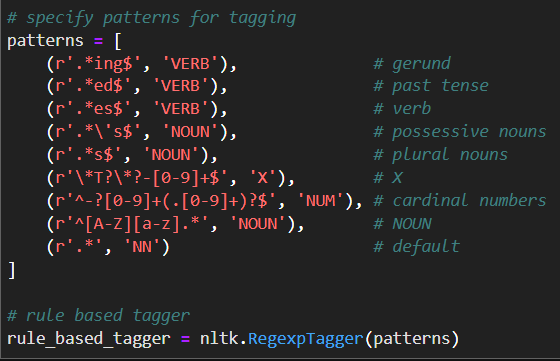 # specify patterns for tagging
patterns = [
    (r'.*ing$', 'VERB'),              # gerund
    (r'.*ed$', 'VERB'),               # past tense
    (r'.*es$', 'VERB'),               # verb
    (r'.*\'s$', 'NOUN'),              # possessive nouns
    (r'.*s$', 'NOUN'),                # plural nouns
    (r'\*T?\*?-[0-9]+$', 'X'),        # X
    (r'^-?[0-9]+(.[0-9]+)?$', 'NUM'), # cardinal numbers
    (r'^[A-Z][a-z].*', 'NOUN'),       # NOUN
    (r'.*', 'NN')                     # default
]
# rule based tagger
rule_based_tagger = nltk.RegexpTagger(patterns)